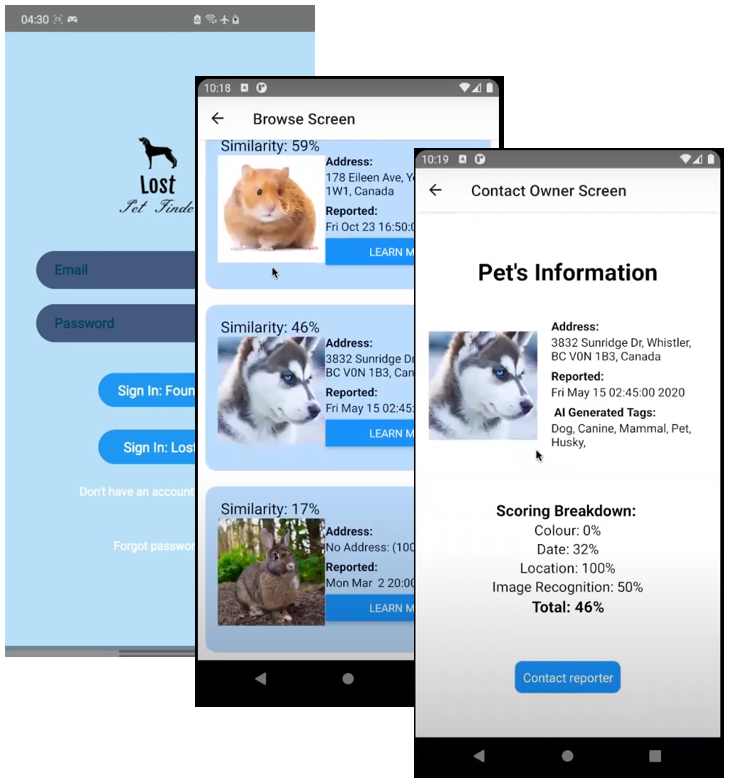 04:30
Lost
Pet Finde
Email
Password
Sign In: Foun
Sign In: Lost
Don't have an account
Forgot passwor
10:18
Browse Screen
Similarity: 59%
Address:
178 Eileen Ave, Y
1W1, Canada
Reported:
Fri Oct 23 16:50:0
LEARN M
Similarity: 46%
Address:
3832 Sunridge Dr
BC V0N 1B3, Can
Reported:
Fri May 15 02:45:
LEARN M
Similarity: 17%
Address:
No Address: (100
Reported:
Mon Mar 2 20:00
LEARN M
10:19
Contact Owner Screen
Pet's Information
Address:
3832 Sunridge Dr, Whistler,
BC V0N 1B3, Canada
Reported:
Fri May 15 02:45:00 2020
AI Generated Tags:
Dog, Canine, Mammal, Pet,
Husky,
Scoring Breakdown:
Colour: 0%
Date: 32%
Location: 100%
Image Recognition: 50%
Total: 46%
Contact reporter